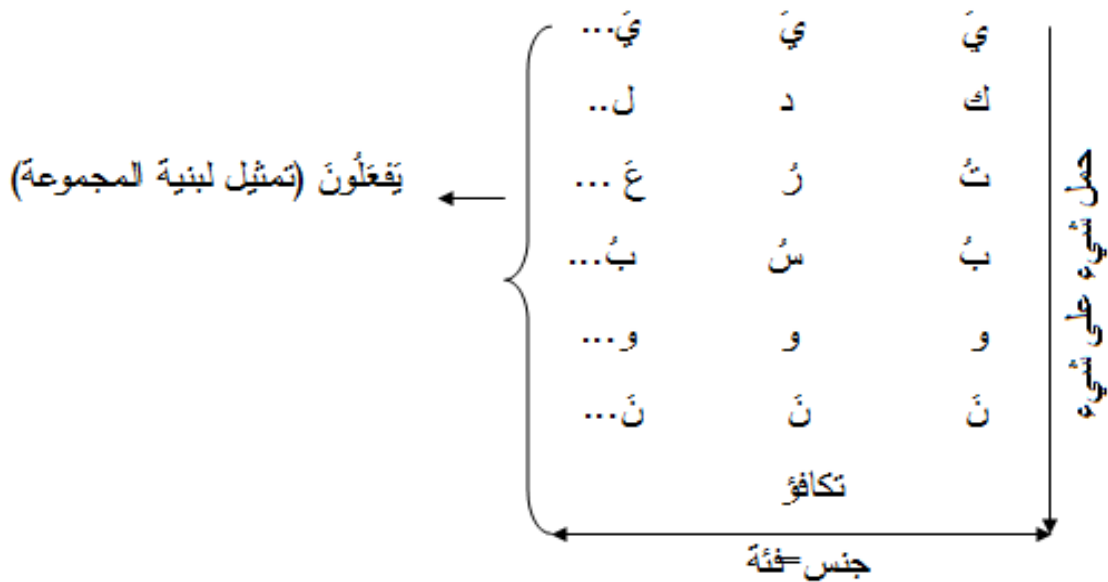 حمل شيء على شيء
يَ يَ يَ...
ك د ل..
تُ رُ عَ ...
بُ سُ بُ...
و و و...
نَ نَ نَ...
تكافؤ
جنس=فئة
يَفعَلُونَ (تمثيل لبنية المجموعة)